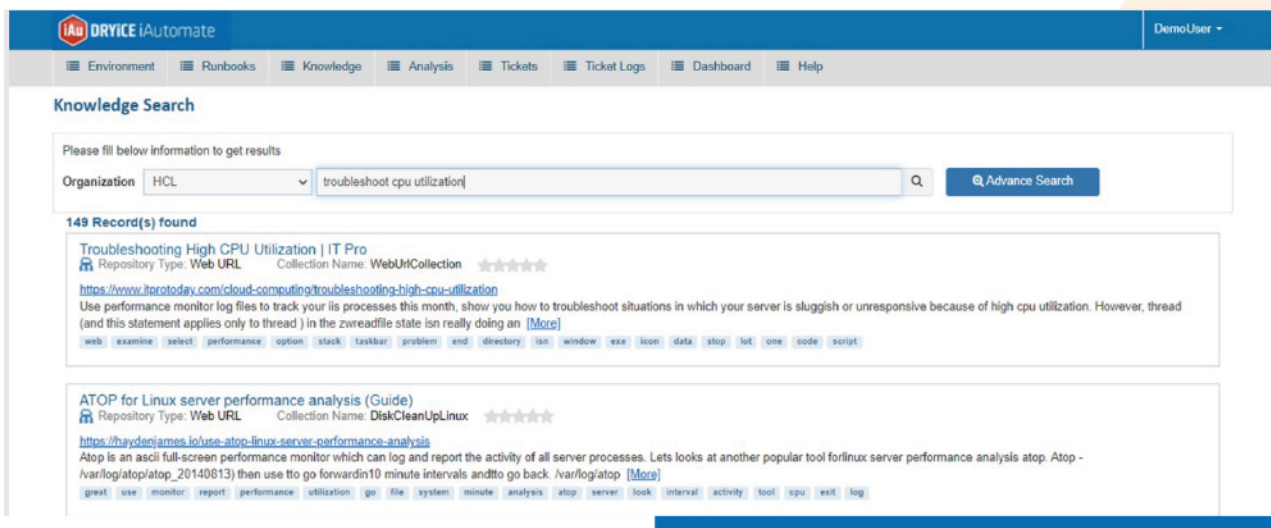 iAu DRYiCE iAutomate
DemoUser
Environment Runbooks Knowledge Analysis Tickets Ticket Logs Dashboard Help
Knowledge Search
Please fill below information to get results
Organization HCL troubleshoot cpu utilization Advance Search
149 Record(s) found
Troubleshooting High CPU Utilization | IT Pro
Repository Type: Web URL Collection Name: WebUrlCollection
https://www.itprotoday.com/cloud-computing/troubleshooting-high-cpu-utilization
Use performance monitor log files to track your iis processes this month, show you how to troubleshoot situations in which your server is sluggish or unresponsive because of high cpu utilization. However, thread
(and this statement applies only to thread ) in the zwreadfile state isn really doing an [More]
web examine select performance option stack taskbar problem end directory isn window exe icon data stop lot one code script
ATOP for Linux server performance analysis (Guide)
Repository Type: Web URL Collection Name: DiskCleanUpLinux
https://haydenjames.io/use-atop-linux-server-performance-analysis
Atop is an ascii full-screen performance monitor which can log and report the activity of all server processes. Lets looks at another popular tool forlinux server performance analysis atop. Atop -
/var/log/atop/atop_20140813) then use tto go forwardin10 minute intervals andtto go back. /var/log/atop [More]
great use monitor report performance utilization go file system minute analysis atop server look interval activity tool cpu exit log